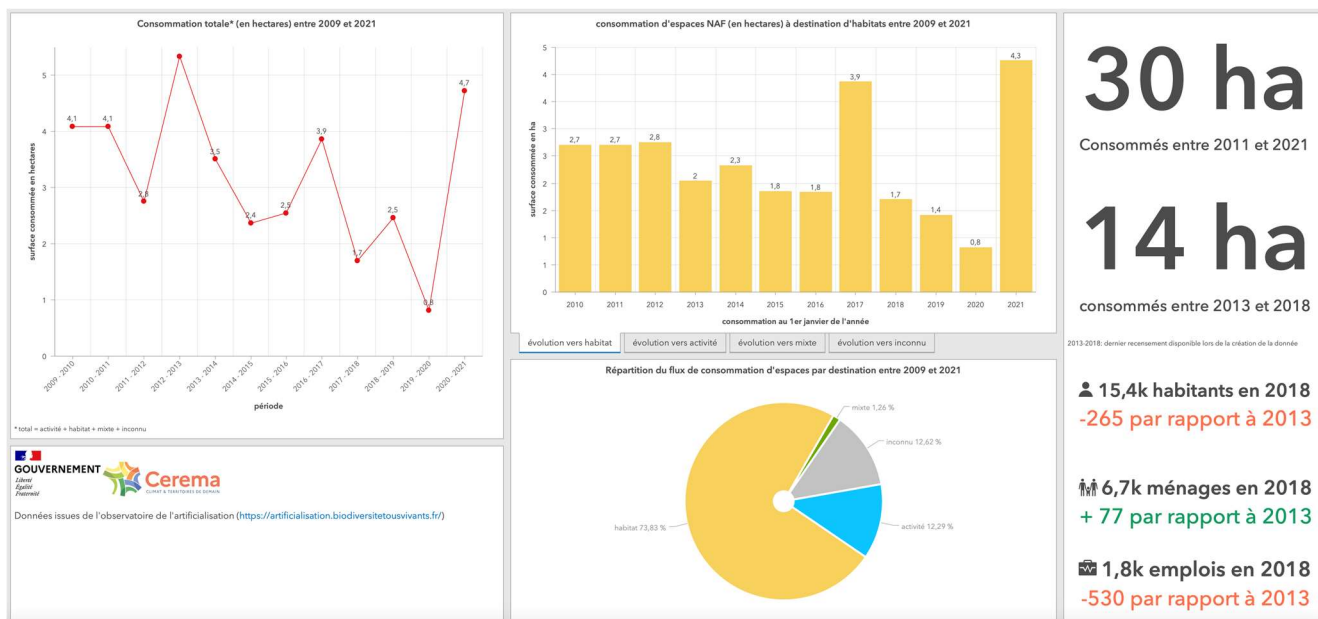 Consommation totale* (en hectares) entre 2009 et 2021
surface consommée en hectares
5
4
3
2
1
0
4,1
4,1
2,8
3,5
2,4
2,5
3,9
1,7
2,5
0,8
4,7
2009 - 2010
2010 - 2011
2011 - 2012
2012 - 2013
2013 - 2014
2014 - 2015
2015 - 2016
2016 - 2017
2017 - 2018
2018 - 2019
2019 - 2020
2020 - 2021
période
* total = activité + habitat + mixte + inconnu
GOUVERNEMENT
Liberté
Égalité
Fraternité
Cerema
CLIMAT & TERRITOIRES DE DEMAIN
Données issues de l'observatoire de l'artificialisation (https://artificialisation.biodiversitetousvivants.fr/)
consommation d'espaces NAF (en hectares) à destination d'habitats entre 2009 et 2021
surface consommée en ha
5
4
4
3
3
2
2
1
1
0
2,7
2,7
2,8
2
2,3
1,8
1,8
3,9
1,7
1,4
0,8
4,3
2010
2011
2012
2013
2014
2015
2016
2017
2018
2019
2020
2021
consommation au 1er janvier de l'année
évolution vers habitat
évolution vers activité
évolution vers mixte
évolution vers inconnu
Répartition du flux de consommation d'espaces par destination entre 2009 et 2021
mixte 1,26 %
inconnu 12,62 %
activité 12,29 %
habitat 73,83 %
30 ha
Consommés entre 2011 et 2021
14 ha
consommés entre 2013 et 2018
2013-2018: dernier recensement disponible lors de la création de la donnée
15,4k habitants en 2018
-265 par rapport à 2013
6,7k ménages en 2018
+ 77 par rapport à 2013
1,8k emplois en 2018
-530 par rapport à 2013